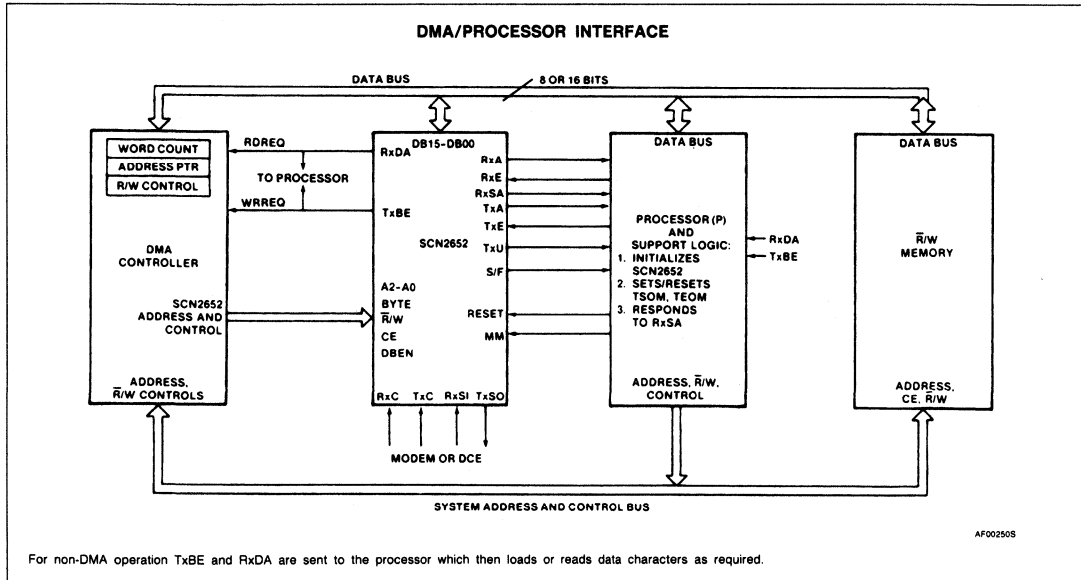 DMA/PROCESSOR INTERFACE
DATA BUS
8 OR 16 BITS
WORD COUNT
ADDRESS PTR
R/W CONTROL
DMA
CONTROLLER
SCN2652
ADDRESS AND
CONTROL
ADDRESS,
R̅/W CONTROLS
RDREQ
TO PROCESSOR
WRREQ
DB15-DB00
RxDA
TxBE
SCN2652
A2-A0
BYTE
R̅/W
CE
DBEN
RxA
RxE
RxSA
TxA
TxE
TxU
S/F
RESET
MM
RxC TxC RxSI TxSO
MODEM OR DCE
DATA BUS
PROCESSOR (P)
AND
SUPPORT LOGIC:
1. INITIALIZES
SCN2652
2. SETS/RESETS
TSOM, TEOM
3. RESPONDS
TO RxSA
ADDRESS, R̅/W,
CONTROL
RxDA
TxBE
DATA BUS
R̅/W
MEMORY
ADDRESS,
CE, R̅/W
SYSTEM ADDRESS AND CONTROL BUS
AF00250S
For non-DMA operation TxBE and RxDA are sent to the processor which then loads or reads data characters as required.